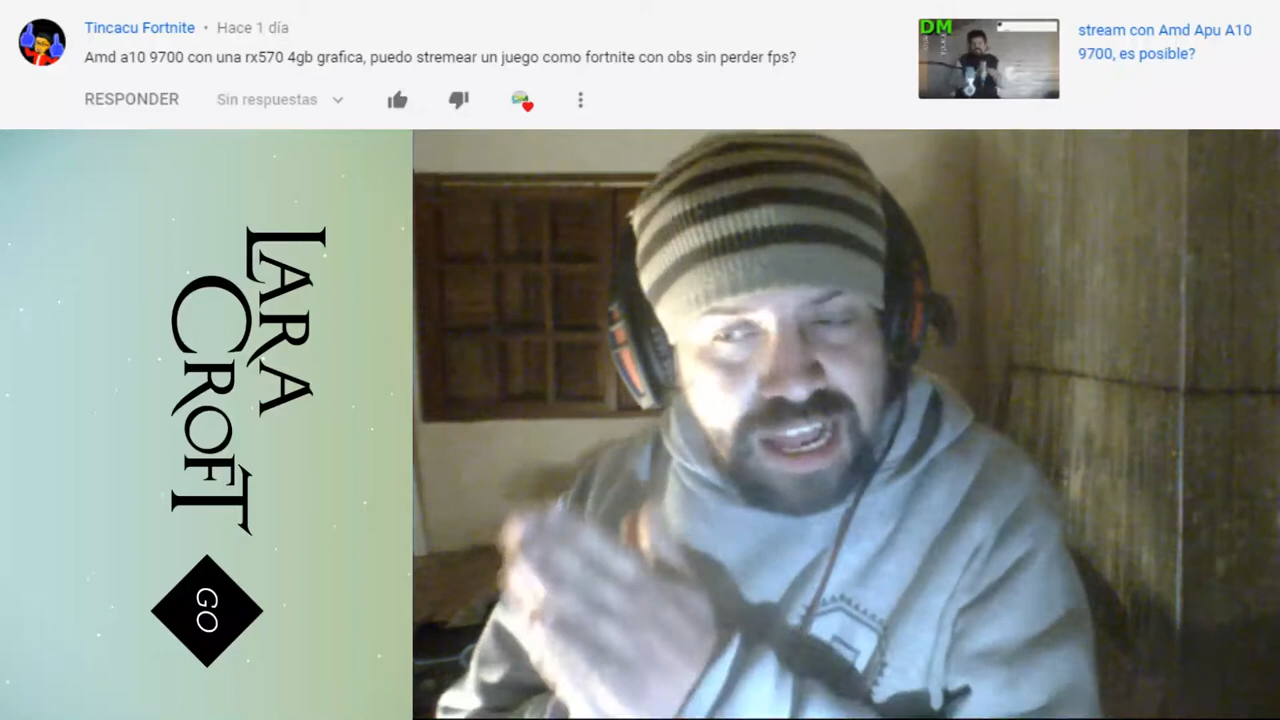 Tincacu Fortnite • Hace 1 día
Amd a10 9700 con una rx570 4gb grafica, puedo stremear un juego como fortnite con obs sin perder fps?
RESPONDER Sin respuestas
DM
stream con Amd Apu A10
9700, es posible?
LARA
CROFT
GO